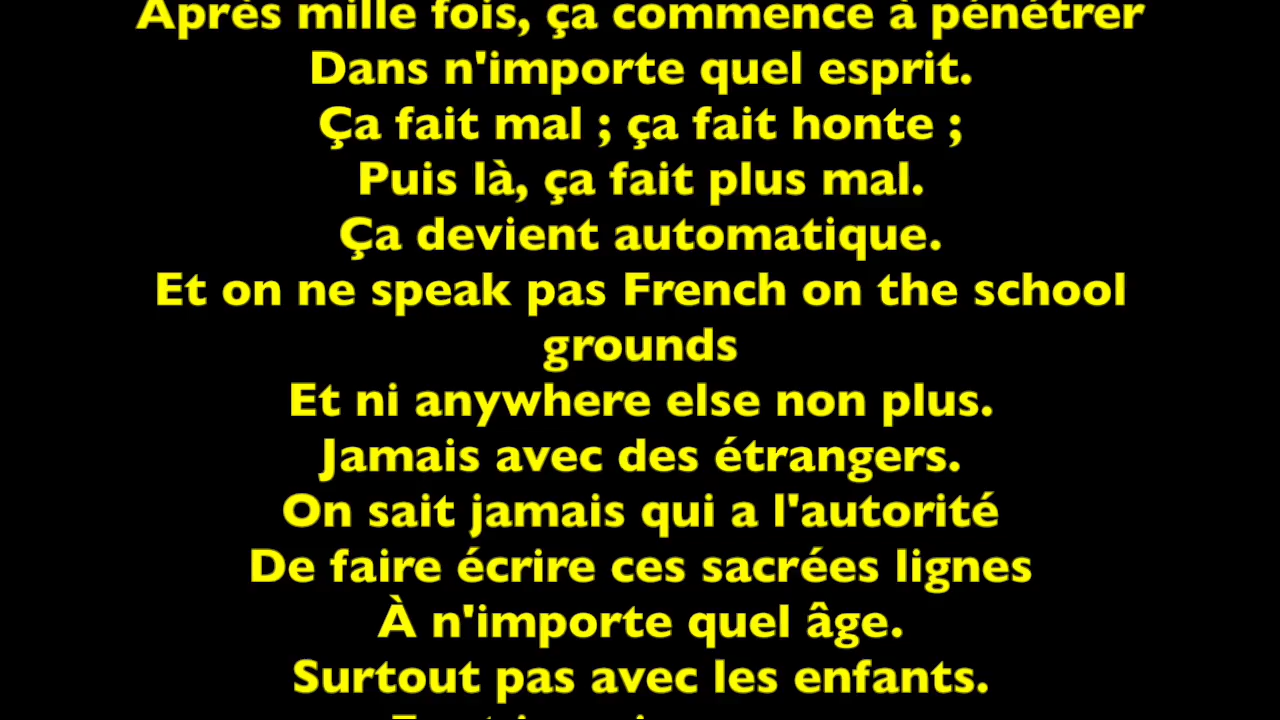 Après mille fois, ça commence à pénétrer
Dans n'importe quel esprit.
Ça fait mal ; ça fait honte ;
Puis là, ça fait plus mal.
Ça devient automatique.
Et on ne speak pas French on the school
grounds
Et ni anywhere else non plus.
Jamais avec des étrangers.
On sait jamais qui a l'autorité
De faire écrire ces sacrées lignes
À n'importe quel âge.
Surtout pas avec les enfants.